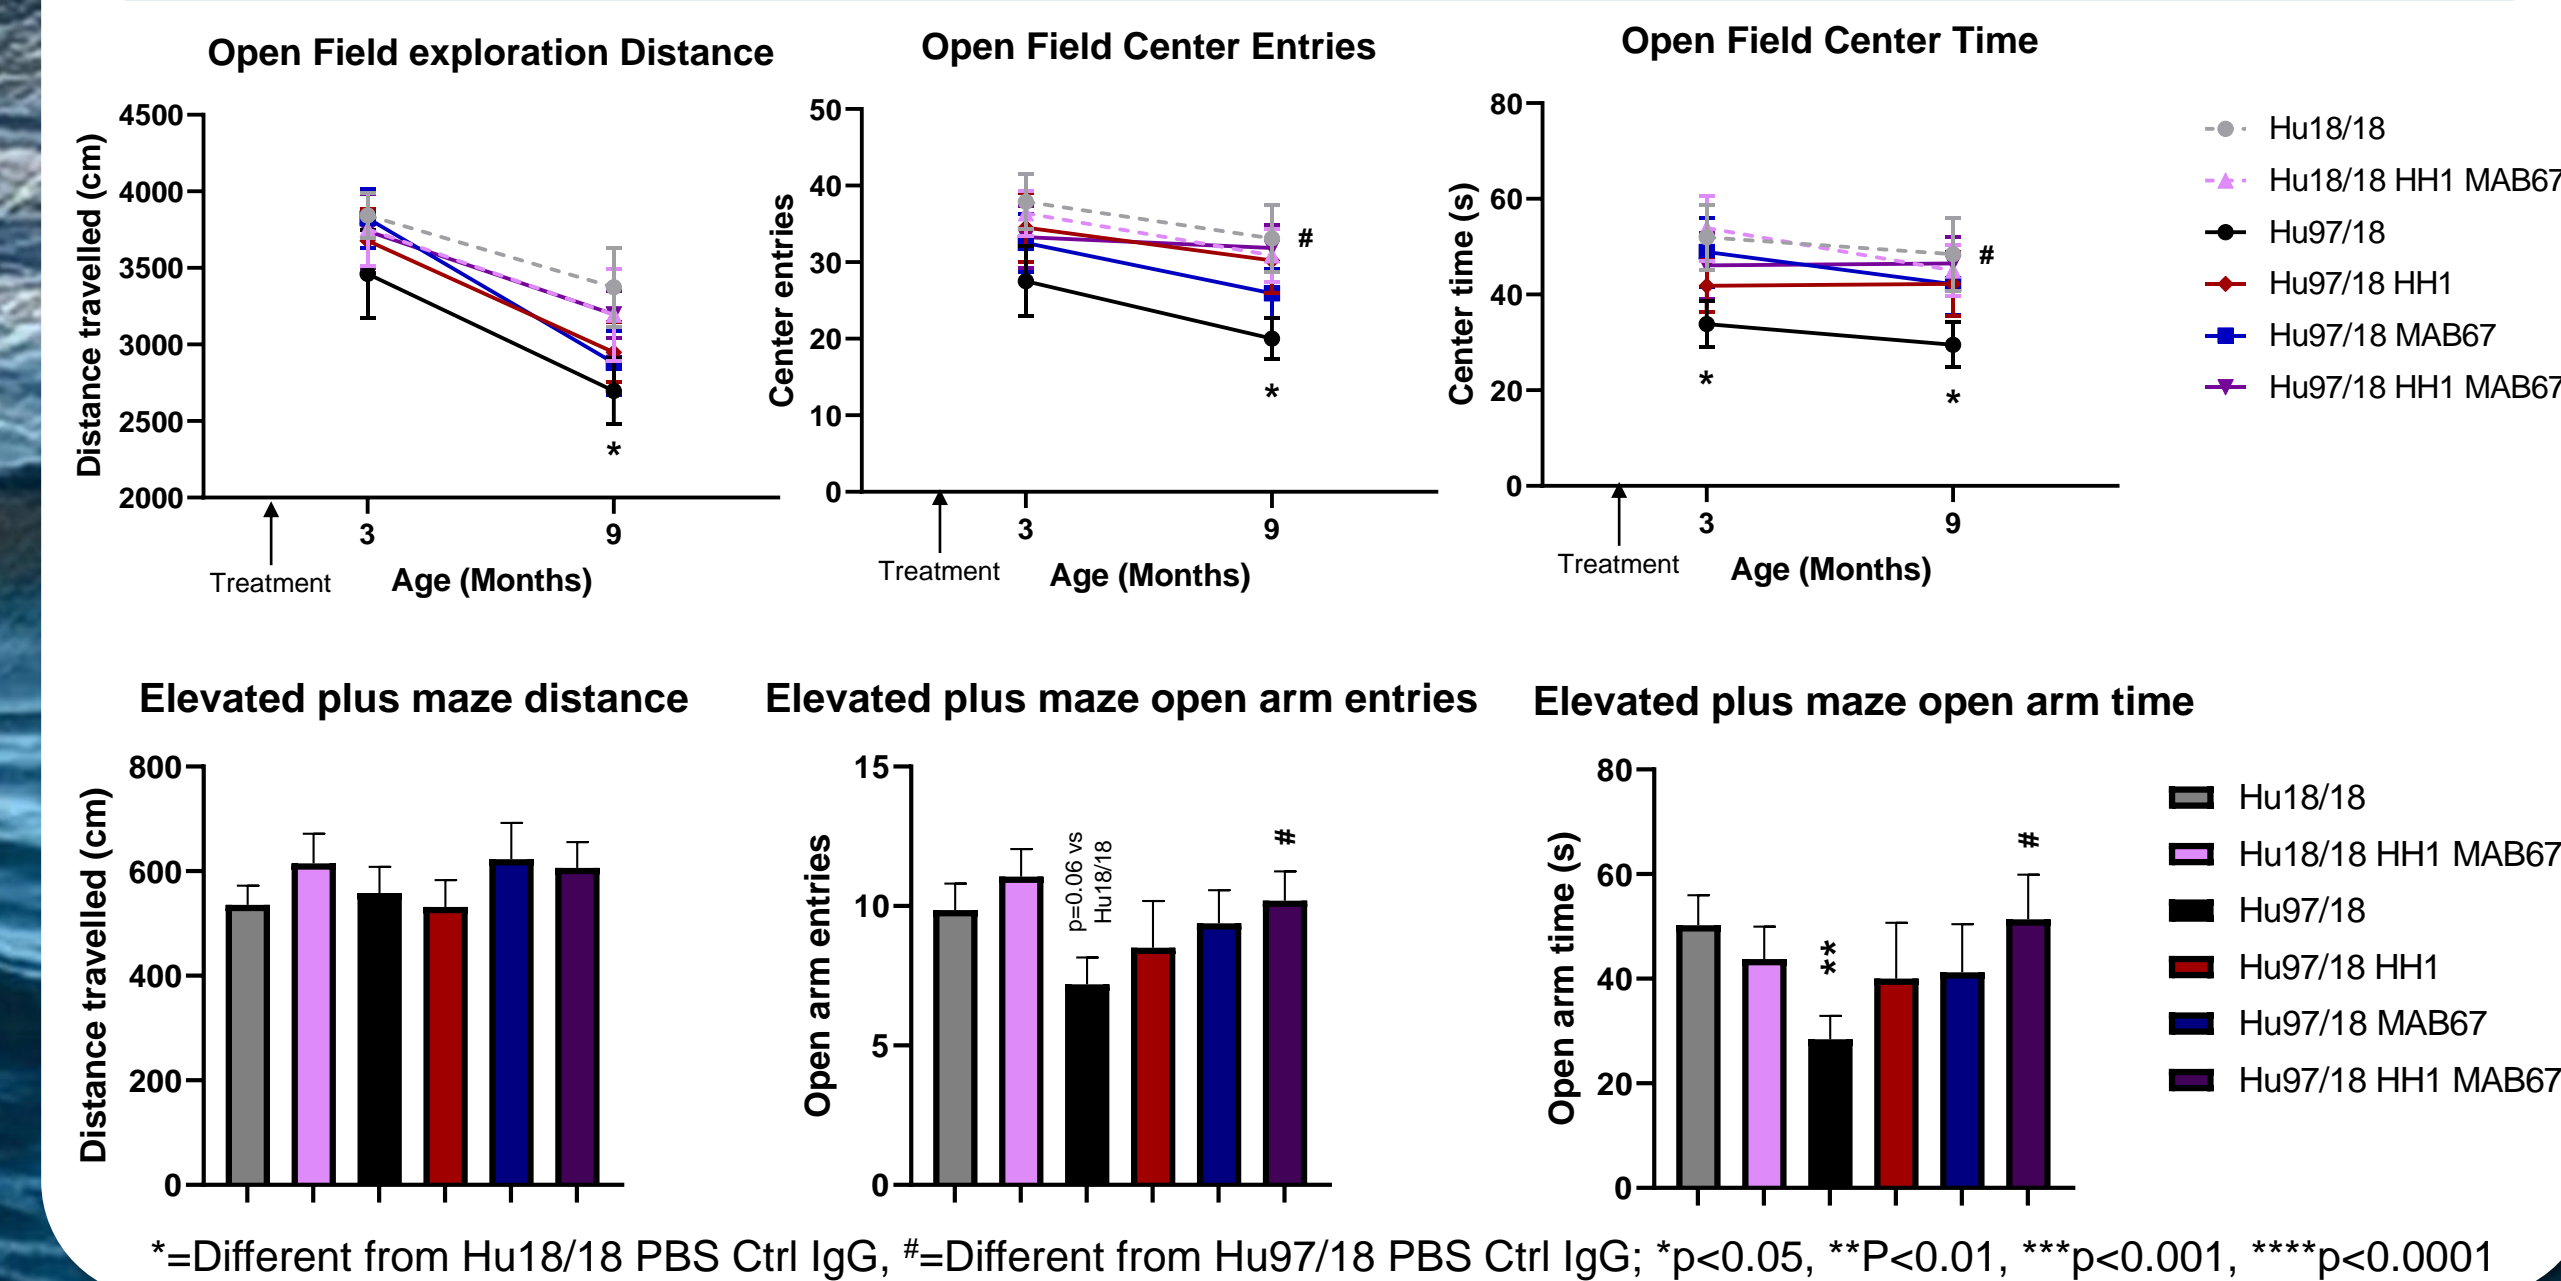 Open Field exploration Distance
Distance travelled (cm)
4500
4000
3500
3000
2500
2000
*
3
9
Treatment
Age (Months)
Open Field Center Entries
Center entries
50
40
30
20
10
0
#
*
3
9
Treatment
Age (Months)
Open Field Center Time
Center time (s)
80
60
40
20
0
#
*
*
3
9
Treatment
Age (Months)
Hu18/18
Hu18/18 HH1 MAB67
Hu97/18
Hu97/18 HH1
Hu97/18 MAB67
Hu97/18 HH1 MAB67
Elevated plus maze distance
Distance travelled (cm)
800
600
400
200
0
Elevated plus maze open arm entries
Open arm entries
15
10
5
0
p=0.06 vs
Hu18/18
#
Elevated plus maze open arm time
Open arm time (s)
80
60
40
20
0
**
#
Hu18/18
Hu18/18 HH1 MAB67
Hu97/18
Hu97/18 HH1
Hu97/18 MAB67
Hu97/18 HH1 MAB67
*=Different from Hu18/18 PBS Ctrl IgG, #=Different from Hu97/18 PBS Ctrl IgG; *p<0.05, **P<0.01, ***p<0.001, ****p<0.0001